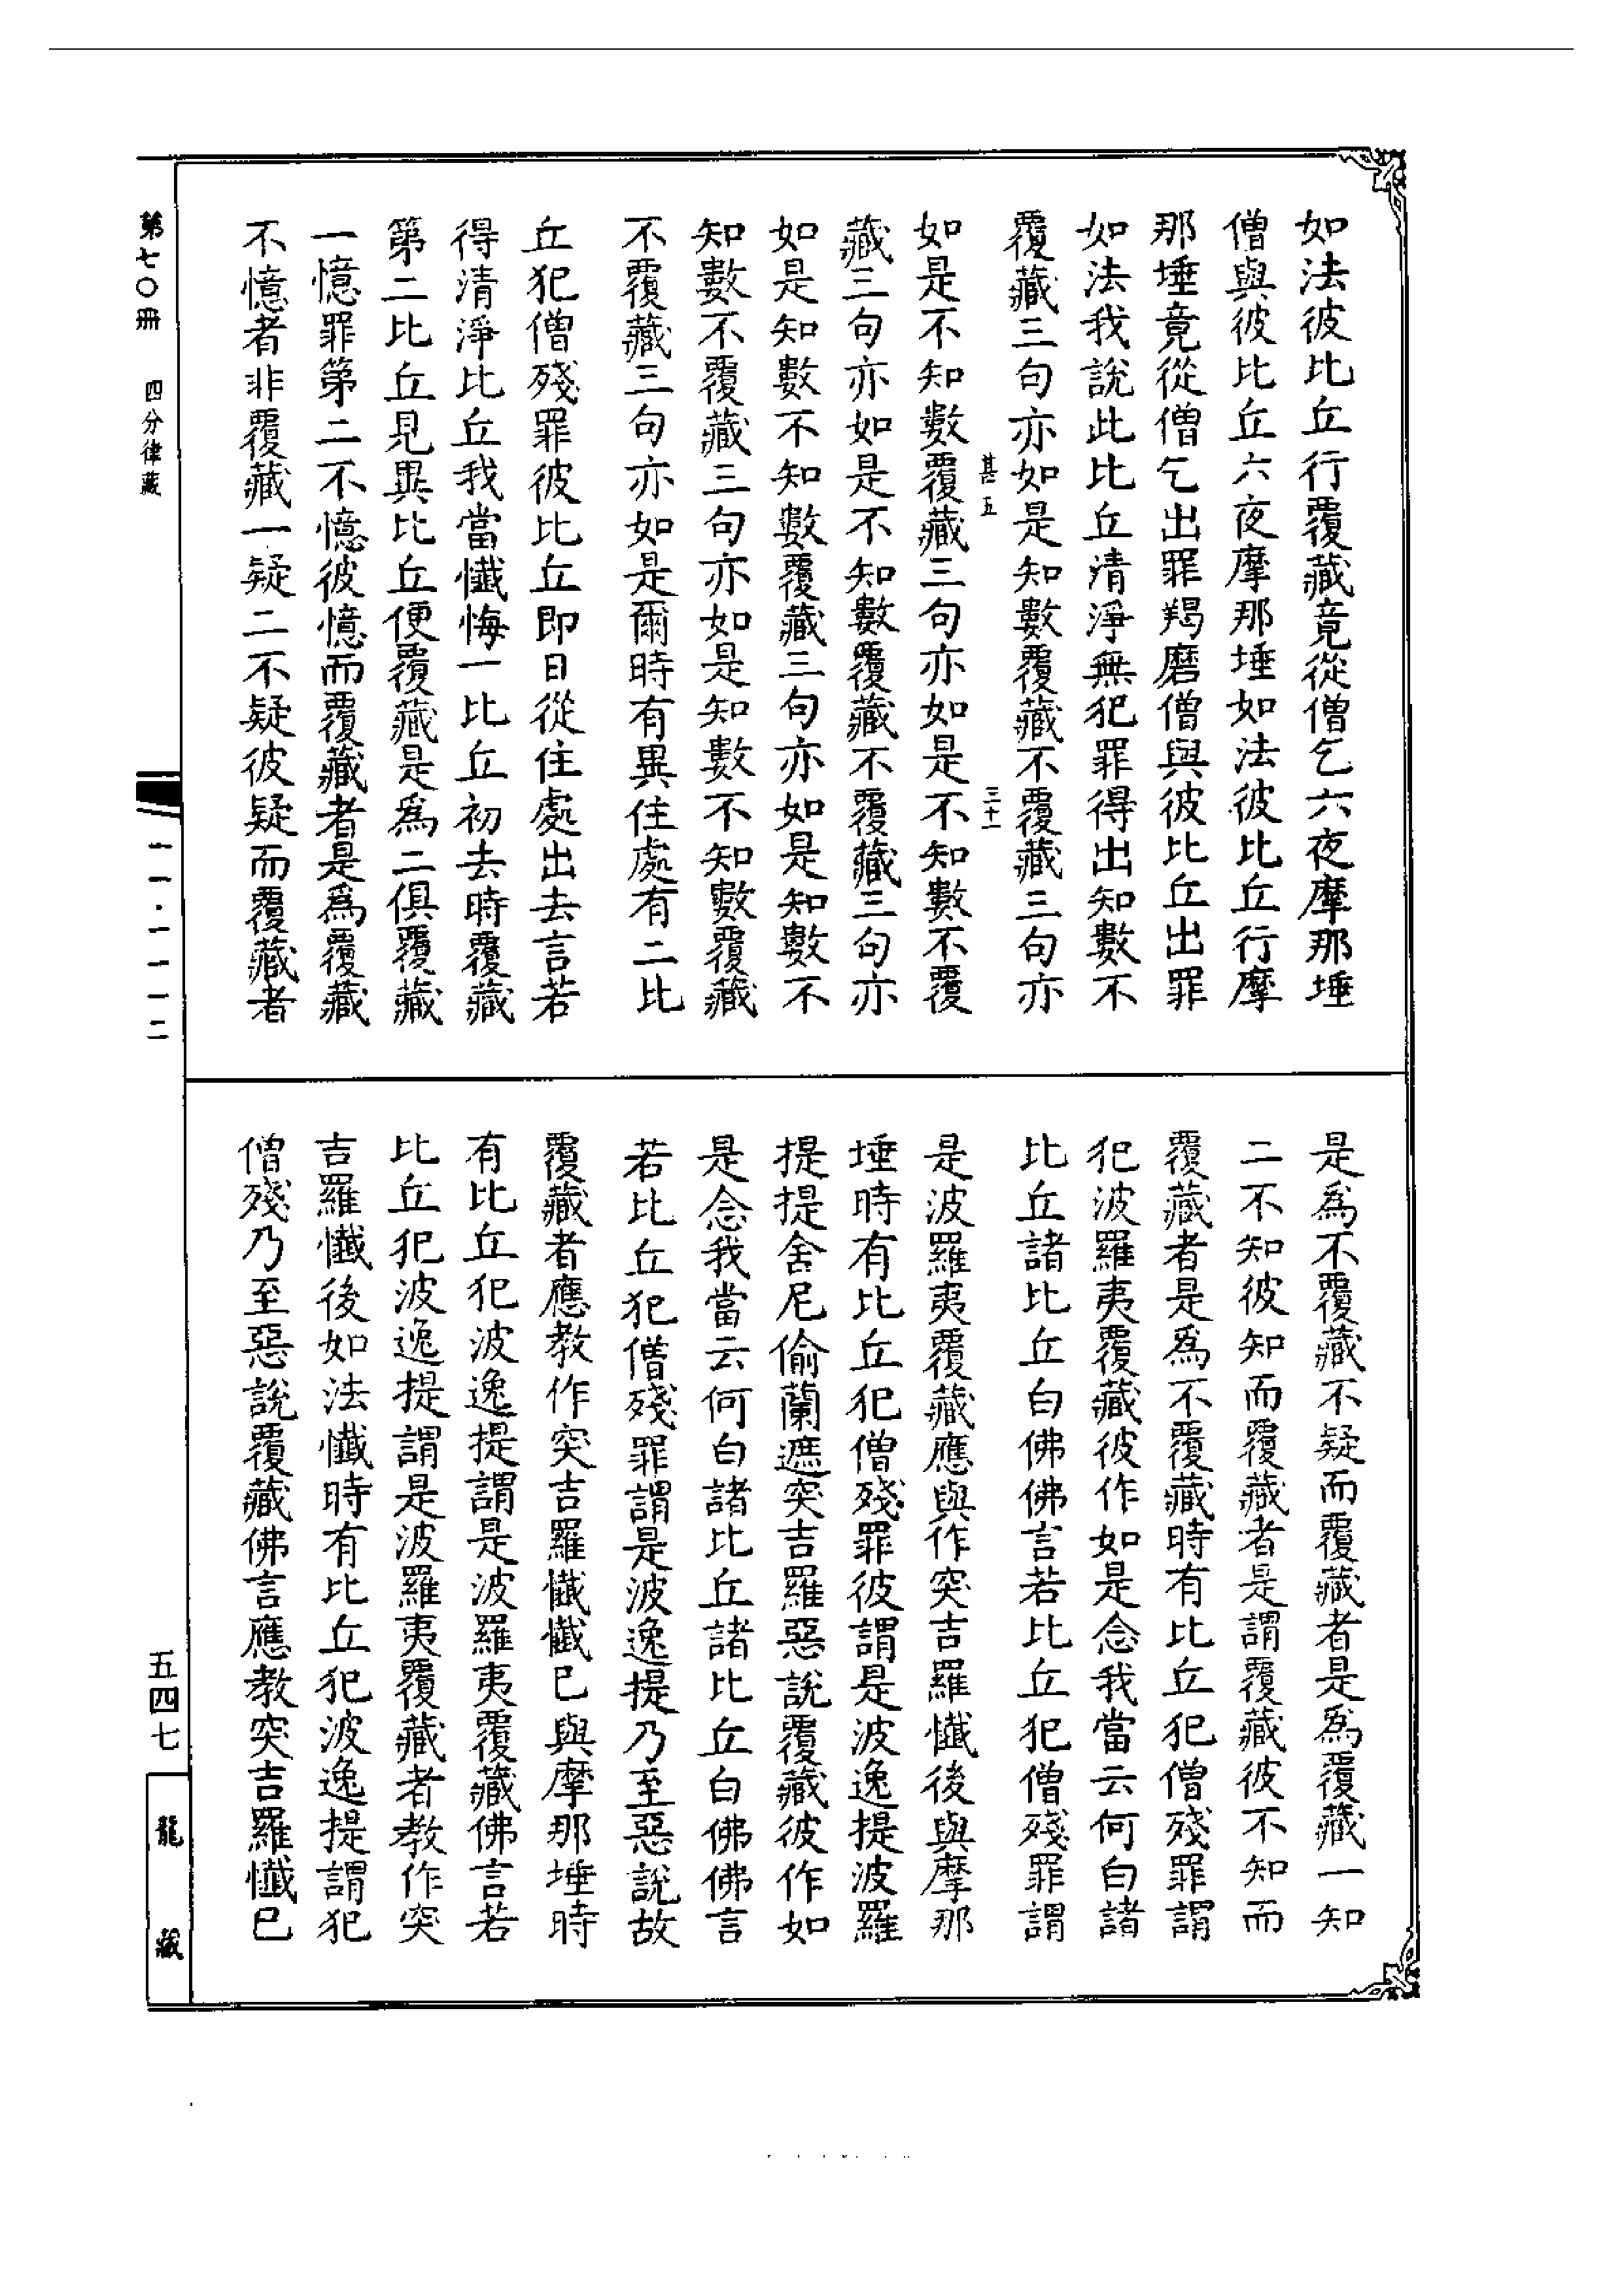 如法彼比丘行覆藏竟從僧乞六夜摩那埵
僧與彼比丘六夜摩那埵如法彼比丘行摩
那埵竟從僧乞出罪羯磨僧與彼比丘出罪
如法我說此比丘清淨無犯罪得出知數不
覆藏三句亦如是知數覆藏不覆藏三句亦
甚五
三十一
如是不知數覆藏三句亦如是不知數不覆
藏三句亦如是不知數覆藏不覆藏三句亦
如是知數不知數覆藏三句亦如是知數不
知數不覆藏三句亦如是知數不知數覆藏
不覆藏三句亦如是爾時有異住處有二比
丘犯僧殘罪彼比丘即日從住處出去言若
得清淨比丘我當懺悔一比丘初去時覆藏
第二比丘見異比丘便覆藏是爲二俱覆藏
一憶罪第二不憶彼憶而覆藏者是爲覆藏
不憶者非覆藏一疑二不疑彼疑而覆藏者
是爲不覆藏不疑而覆藏者是爲覆藏一知
二不知彼知而覆藏者是謂覆藏彼不知而
覆藏者是爲不覆藏時有比丘犯僧殘罪謂
犯波羅夷覆藏彼作如是念我當云何白諸
比丘諸比丘白佛佛言若比丘犯僧殘罪謂
是波羅夷覆藏應與作突吉羅懺後與摩那
埵時有比丘犯僧殘罪彼謂是波逸提波羅
提提舍尼偷蘭遮突吉羅惡說覆藏彼作如
是念我當云何白諸比丘諸比丘白佛佛言
若比丘犯僧殘罪謂是波逸提乃至惡說故
覆藏者應教作突吉羅懺懺已與摩那埵時
有比丘犯波逸提謂是波羅夷覆藏佛言若
比丘犯波逸提謂是波羅夷覆藏者教作突
吉羅懺後如法懺時有比丘犯波逸提謂犯
僧殘乃至惡說覆藏佛言應教突吉羅懺已
第七〇冊 四分律藏
一一·一一一二
五四七
龍藏